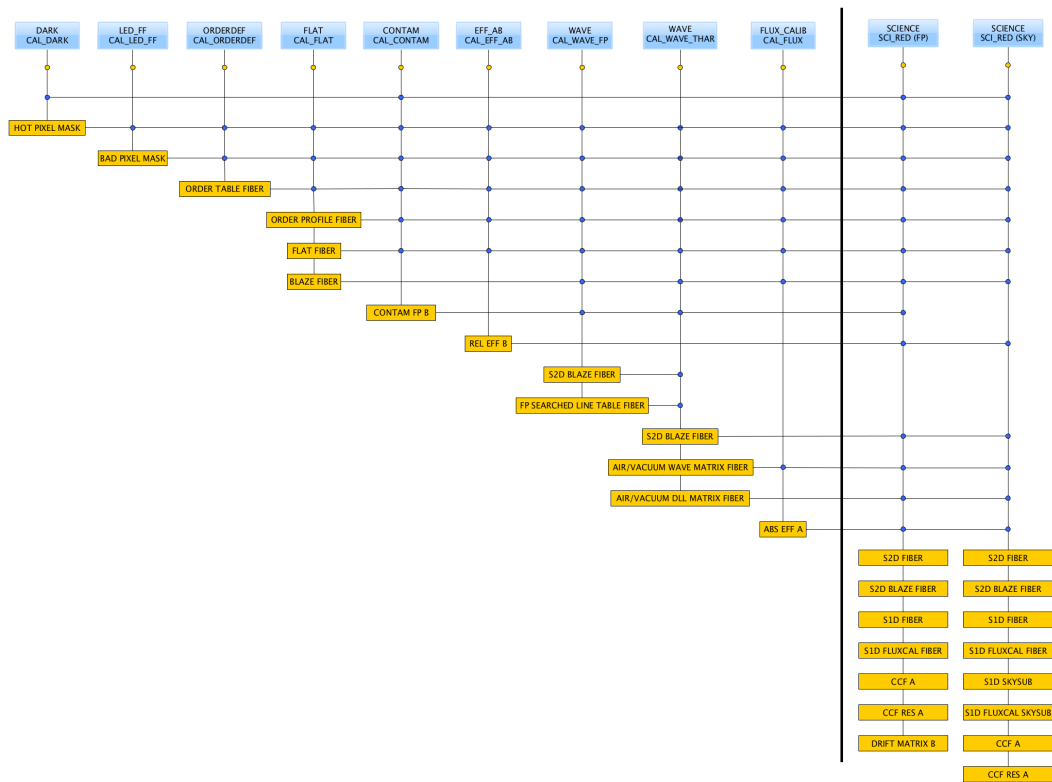 DARK
CAL_DARK
LED_FF
CAL_LED_FF
ORDERDEF
CAL_ORDERDEF
FLAT
CAL_FLAT
CONTAM
CAL_CONTAM
EFF_AB
CAL_EFF_AB
WAVE
CAL_WAVE_FP
WAVE
CAL_WAVE_THAR
FLUX_CALIB
CAL_FLUX
SCIENCE
SCI_RED (FP)
SCIENCE
SCI_RED (SKY)
HOT PIXEL MASK
BAD PIXEL MASK
ORDER TABLE FIBER
ORDER PROFILE FIBER
FLAT FIBER
BLAZE FIBER
CONTAM FP B
REL EFF B
S2D BLAZE FIBER
FP SEARCHED LINE TABLE FIBER
S2D BLAZE FIBER
AIR/VACUUM WAVE MATRIX FIBER
AIR/VACUUM DLL MATRIX FIBER
ABS EFF A
S2D FIBER
S2D FIBER
S2D BLAZE FIBER
S2D BLAZE FIBER
S1D FIBER
S1D FIBER
S1D FLUXCAL FIBER
S1D FLUXCAL FIBER
CCF A
S1D SKYSUB
CCF RES A
S1D FLUXCAL SKYSUB
DRIFT MATRIX B
CCF A
CCF RES A